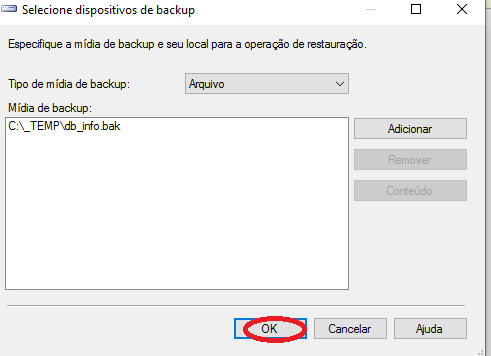 Selecione dispositivos de backup
Especifique a mídia de backup e seu local para a operação de restauração.
Tipo de mídia de backup: Arquivo
Mídia de backup:
C:\_TEMP\db_info.bak
Adicionar
Remover
Conteúdo
OK Cancelar Ajuda